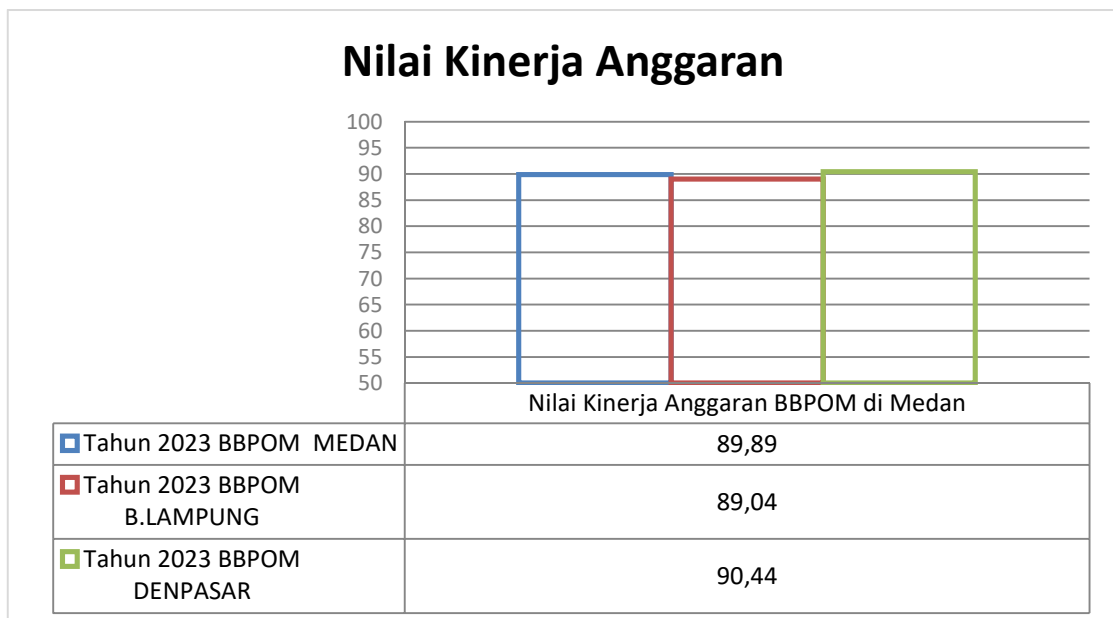 Nilai Kinerja Anggaran
100
95
90
85
80
75
70
65
60
55
50
Nilai Kinerja Anggaran BBPOM di Medan
Tahun 2023 BBPOM MEDAN
89,89
Tahun 2023 BBPOM
B.LAMPUNG
89,04
Tahun 2023 BBPOM
DENPASAR
90,44